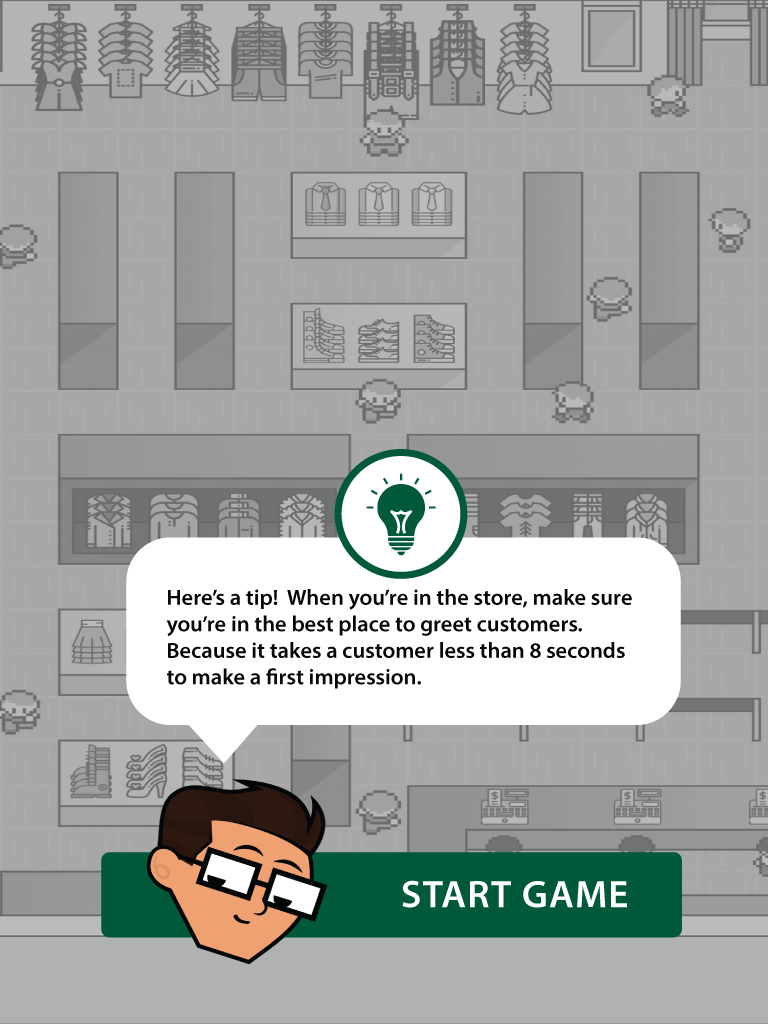 Here's a tip!  When you're in the store, make sure
you're in the best place to greet customers.
Because it takes a customer less than 8 seconds
to make a first impression.
$
$
START GAME